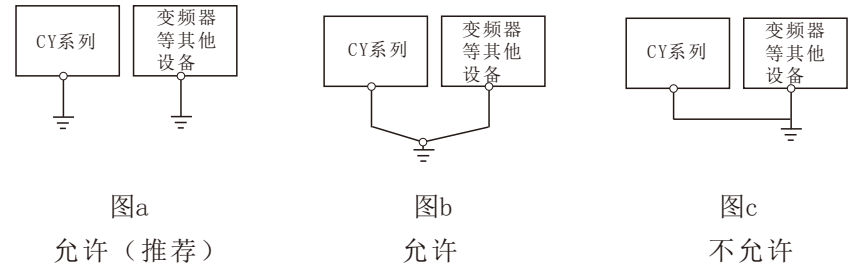 CY系列
变频器
等其他
设备
CY系列
变频器
等其他
设备
CY系列
变频器
等其他
设备
图a
图b
图c
允许（推荐）
允许
不允许